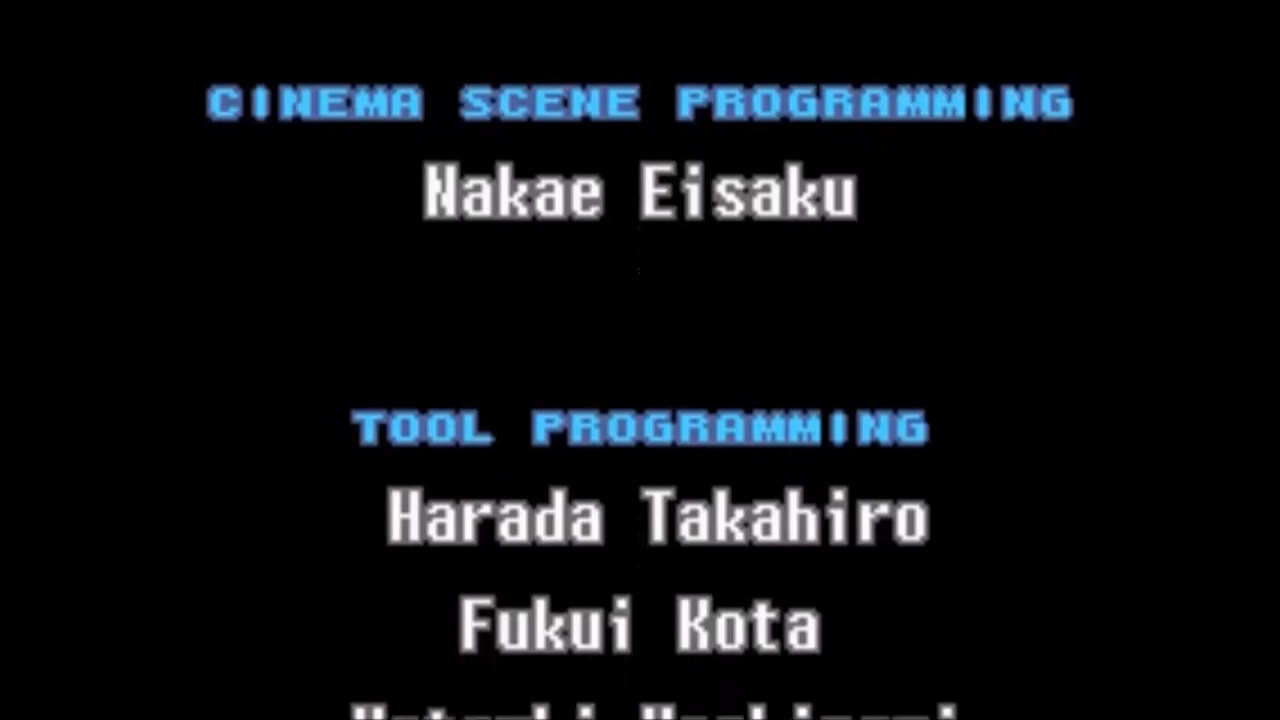 CINEMA SCENE PROGRAMMING
Nakae Eisaku
TOOL PROGRAMMING
Harada Takahiro
Fukui Kota